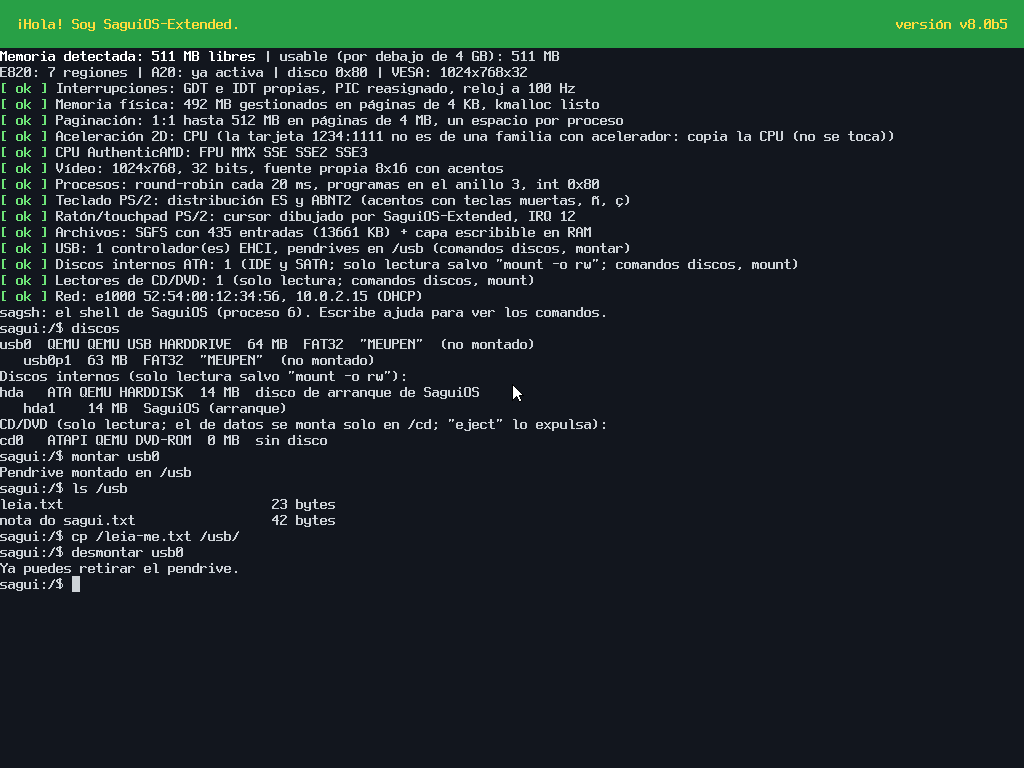 ¡Hola! Soy SaguiOS-Extended. versión v8.0b5
Memoria detectada: 511 MB libres | usable (por debajo de 4 GB): 511 MB
E820: 7 regiones | A20: ya activa | disco 0x80 | VESA: 1024x768x32
[ ok ] Interrupciones: GDT e IDT propias, PIC reasignado, reloj a 100 Hz
[ ok ] Memoria física: 492 MB gestionados en páginas de 4 KB, kmalloc listo
[ ok ] Paginación: 1:1 hasta 512 MB en páginas de 4 MB, un espacio por proceso
[ ok ] Aceleración 2D: CPU (la tarjeta 1234:1111 no es de una familia con acelerador: copia la CPU (no se toca))
[ ok ] CPU AuthenticAMD: FPU MMX SSE SSE2 SSE3
[ ok ] Vídeo: 1024x768, 32 bits, fuente propia 8x16 con acentos
[ ok ] Procesos: round-robin cada 20 ms, programas en el anillo 3, int 0x80
[ ok ] Teclado PS/2: distribución ES y ABNT2 (acentos con teclas muertas, ñ, ç)
[ ok ] Ratón/touchpad PS/2: cursor dibujado por SaguiOS-Extended, IRQ 12
[ ok ] Archivos: SGFS con 435 entradas (13661 KB) + capa escribible en RAM
[ ok ] USB: 1 controlador(es) EHCI, pendrives en /usb (comandos discos, montar)
[ ok ] Discos internos ATA: 1 (IDE y SATA; solo lectura salvo "mount -o rw"; comandos discos, mount)
[ ok ] Lectores de CD/DVD: 1 (solo lectura; comandos discos, mount)
[ ok ] Red: e1000 52:54:00:12:34:56, 10.0.2.15 (DHCP)
sagsh: el shell de SaguiOS (proceso 6). Escribe ajuda para ver los comandos.
sagui:/$ discos
usb0  QEMU QEMU USB HARDDRIVE  64 MB  FAT32  "MEUPEN"  (no montado)
   usb0p1  63 MB  FAT32  "MEUPEN"  (no montado)
Discos internos (solo lectura salvo "mount -o rw"):
hda   ATA QEMU HARDDISK  14 MB  disco de arranque de SaguiOS
   hda1    14 MB  SaguiOS (arranque)
CD/DVD (solo lectura; el de datos se monta solo en /cd; "eject" lo expulsa):
cd0   ATAPI QEMU DVD-ROM  0 MB  sin disco
sagui:/$ montar usb0
Pendrive montado en /usb
sagui:/$ ls /usb
leia.txt                          23 bytes
nota do sagui.txt                 42 bytes
sagui:/$ cp /leia-me.txt /usb/
sagui:/$ desmontar usb0
Ya puedes retirar el pendrive.
sagui:/$